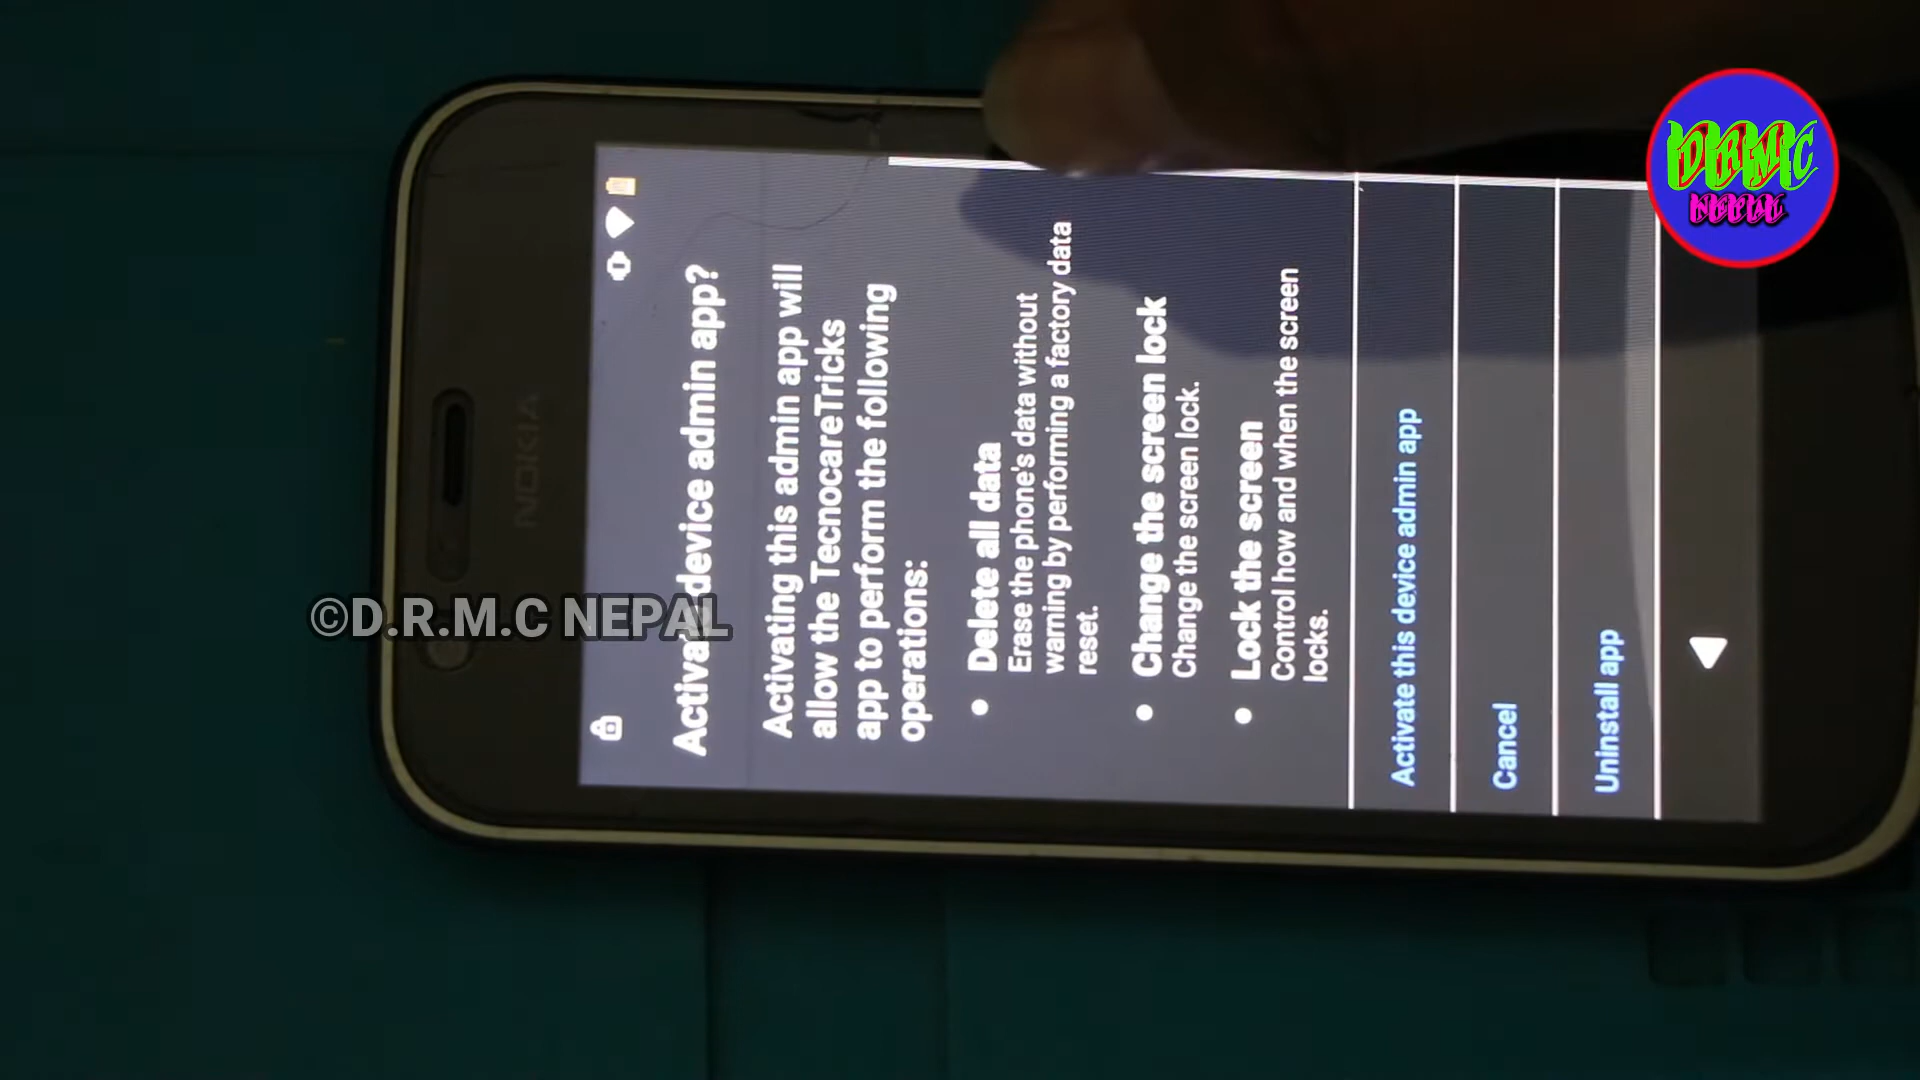 Activate device admin app?
Activating this admin app will
allow the TecnocareTricks
app to perform the following
operations:
• Delete all data
Erase the phone's data without
warning by performing a factory data
reset.
• Change the screen lock
Change the screen lock.
• Lock the screen
Control how and when the screen
locks.
Activate this device admin app
Cancel
Uninstall app
NOKIA
©D.R.M.C NEPAL
DRMC
NEPAL